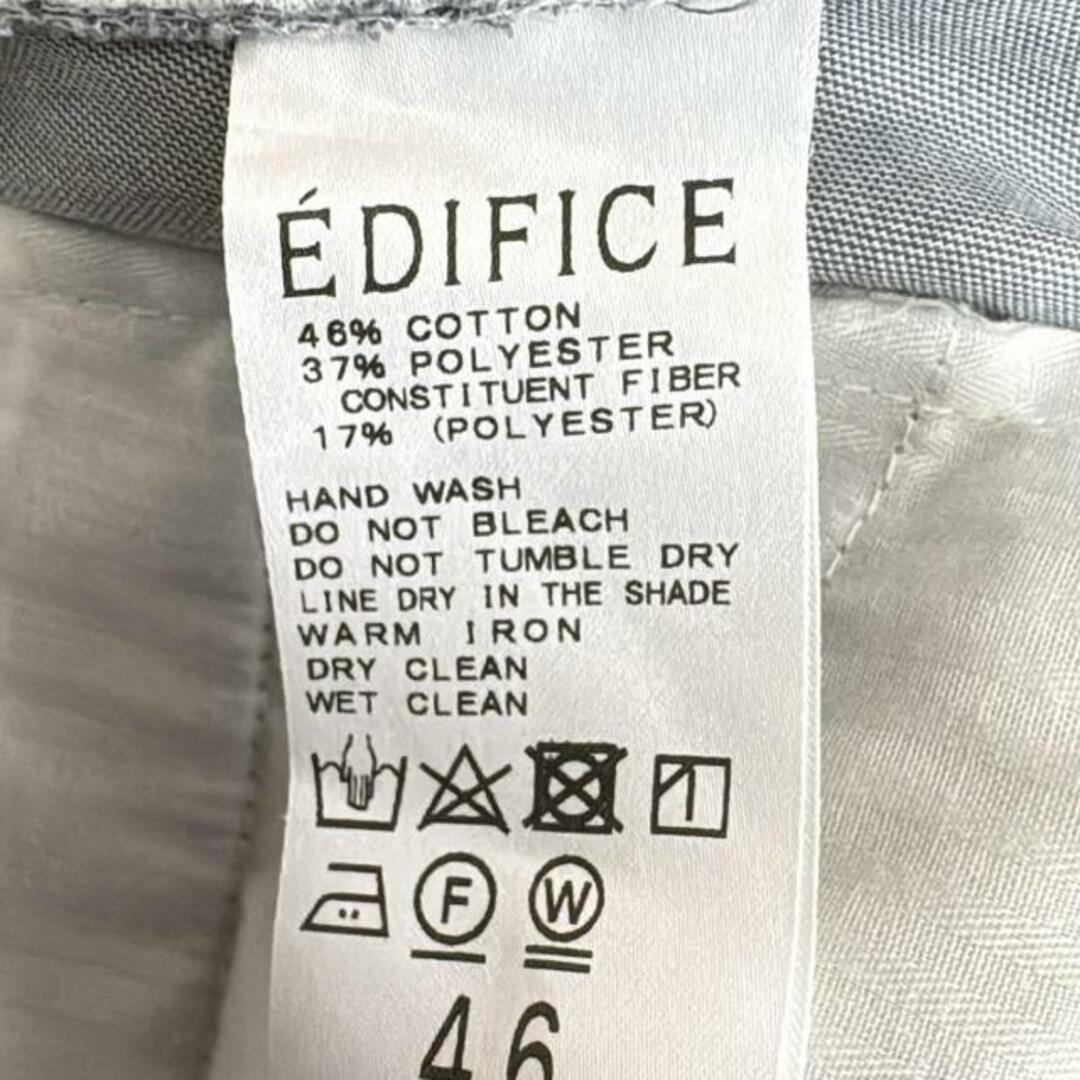 ÉDIFICE
46% COTTON
37% POLYESTER
CONSTITUENT FIBER
17% (POLYESTER)
HAND WASH
DO NOT BLEACH
DO NOT TUMBLE DRY
LINE DRY IN THE SHADE
WARM IRON
DRY CLEAN
WET CLEAN
F W
46